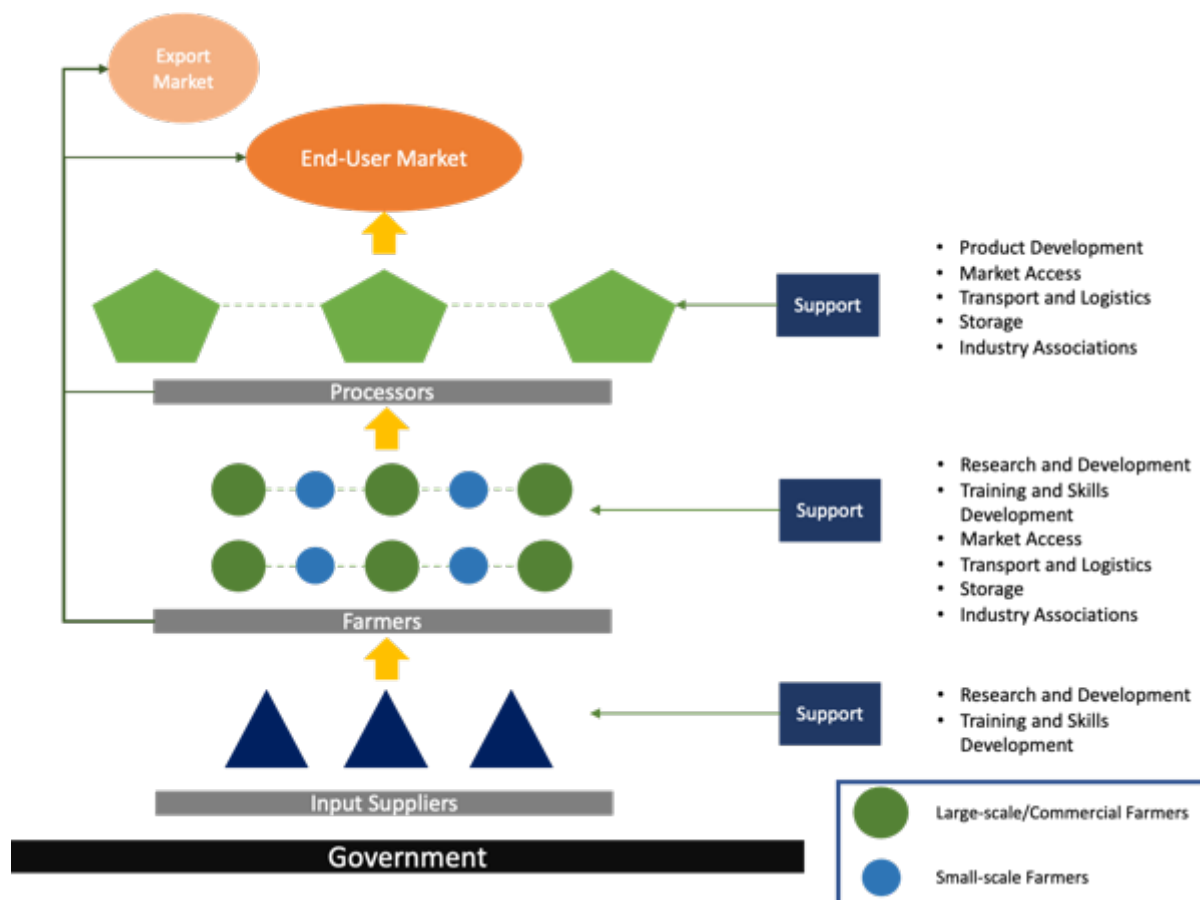 Export
Market
End-User Market
Support
• Product Development
• Market Access
• Transport and Logistics
• Storage
• Industry Associations
Processors
Support
• Research and Development
• Training and Skills
Development
• Market Access
• Transport and Logistics
• Storage
• Industry Associations
Farmers
Support
• Research and Development
• Training and Skills
Development
Input Suppliers
Government
Large-scale/Commercial Farmers
Small-scale Farmers